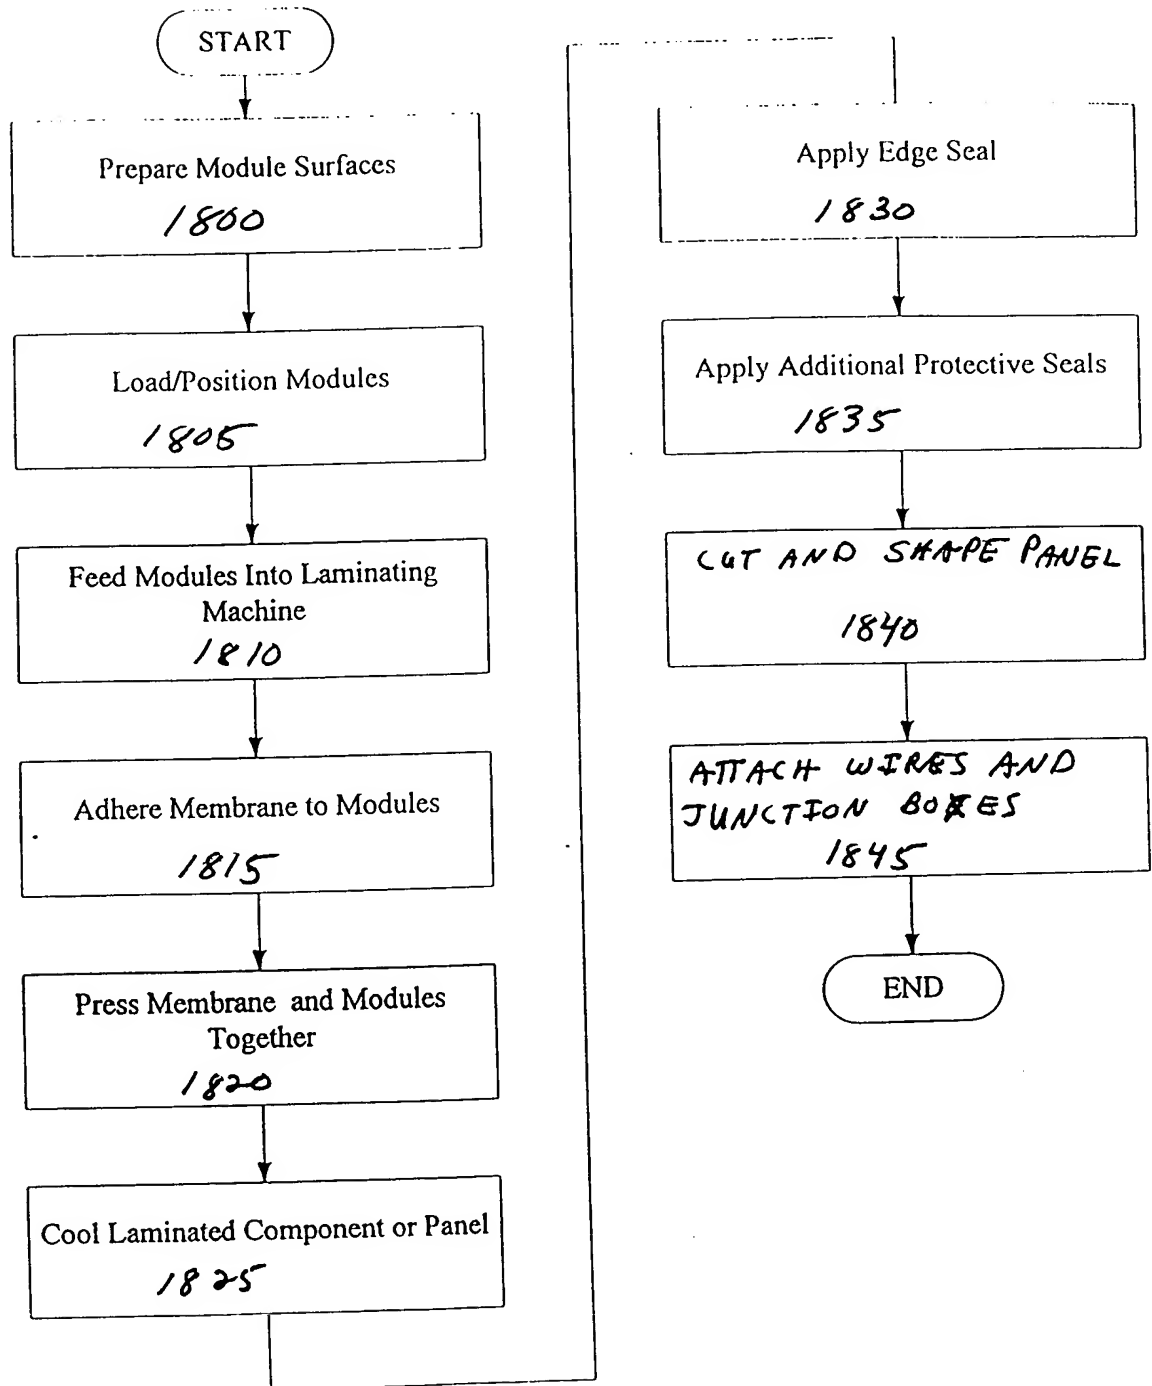 START
Prepare Module Surfaces
1800
Load/Position Modules
1805
Feed Modules Into Laminating
Machine
1810
Adhere Membrane to Modules
1815
Press Membrane and Modules
Together
1820
Cool Laminated Component or Panel
1825
Apply Edge Seal
1830
Apply Additional Protective Seals
1835
CUT AND SHAPE PANEL
1840
ATTACH WIRES AND
JUNCTION BOXES
1845
END